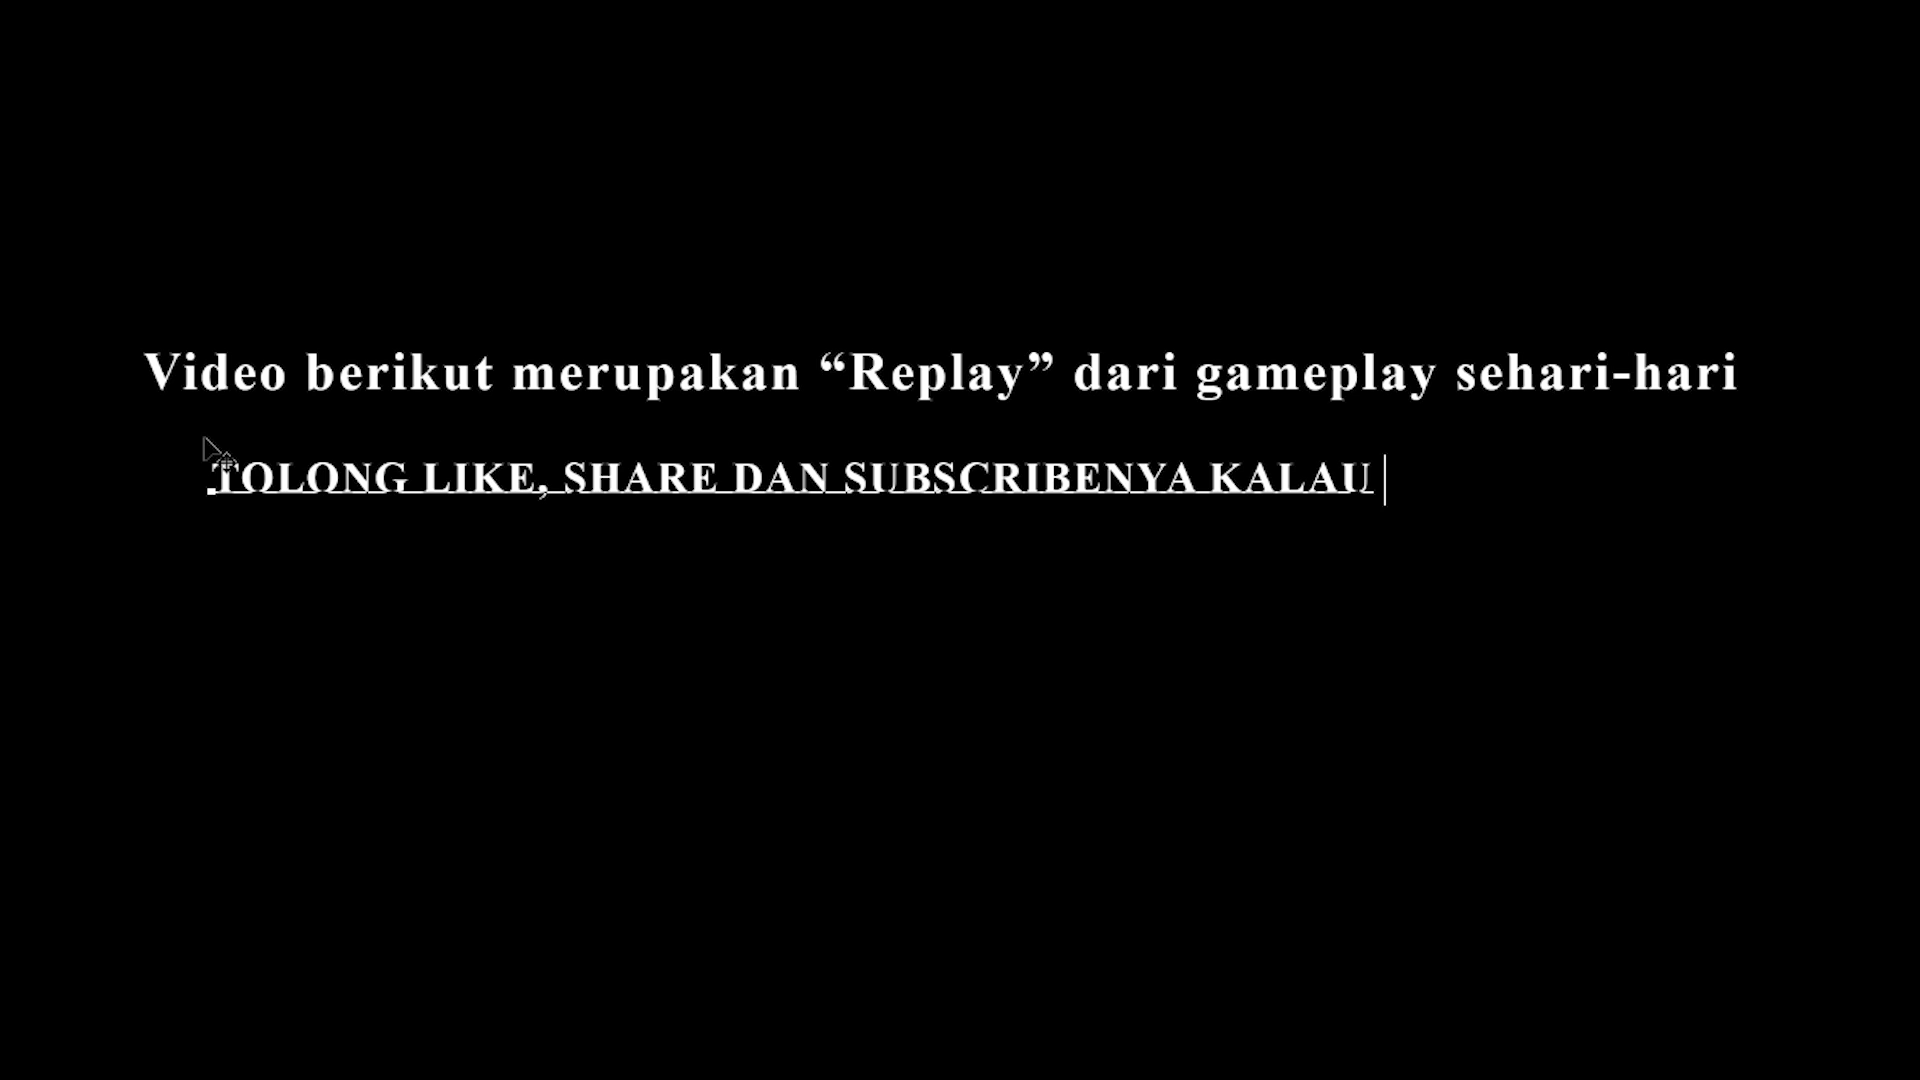 Video berikut merupakan “Replay” dari gameplay sehari-hari
TOLONG LIKE, SHARE DAN SUBSCRIBENYA KALAU